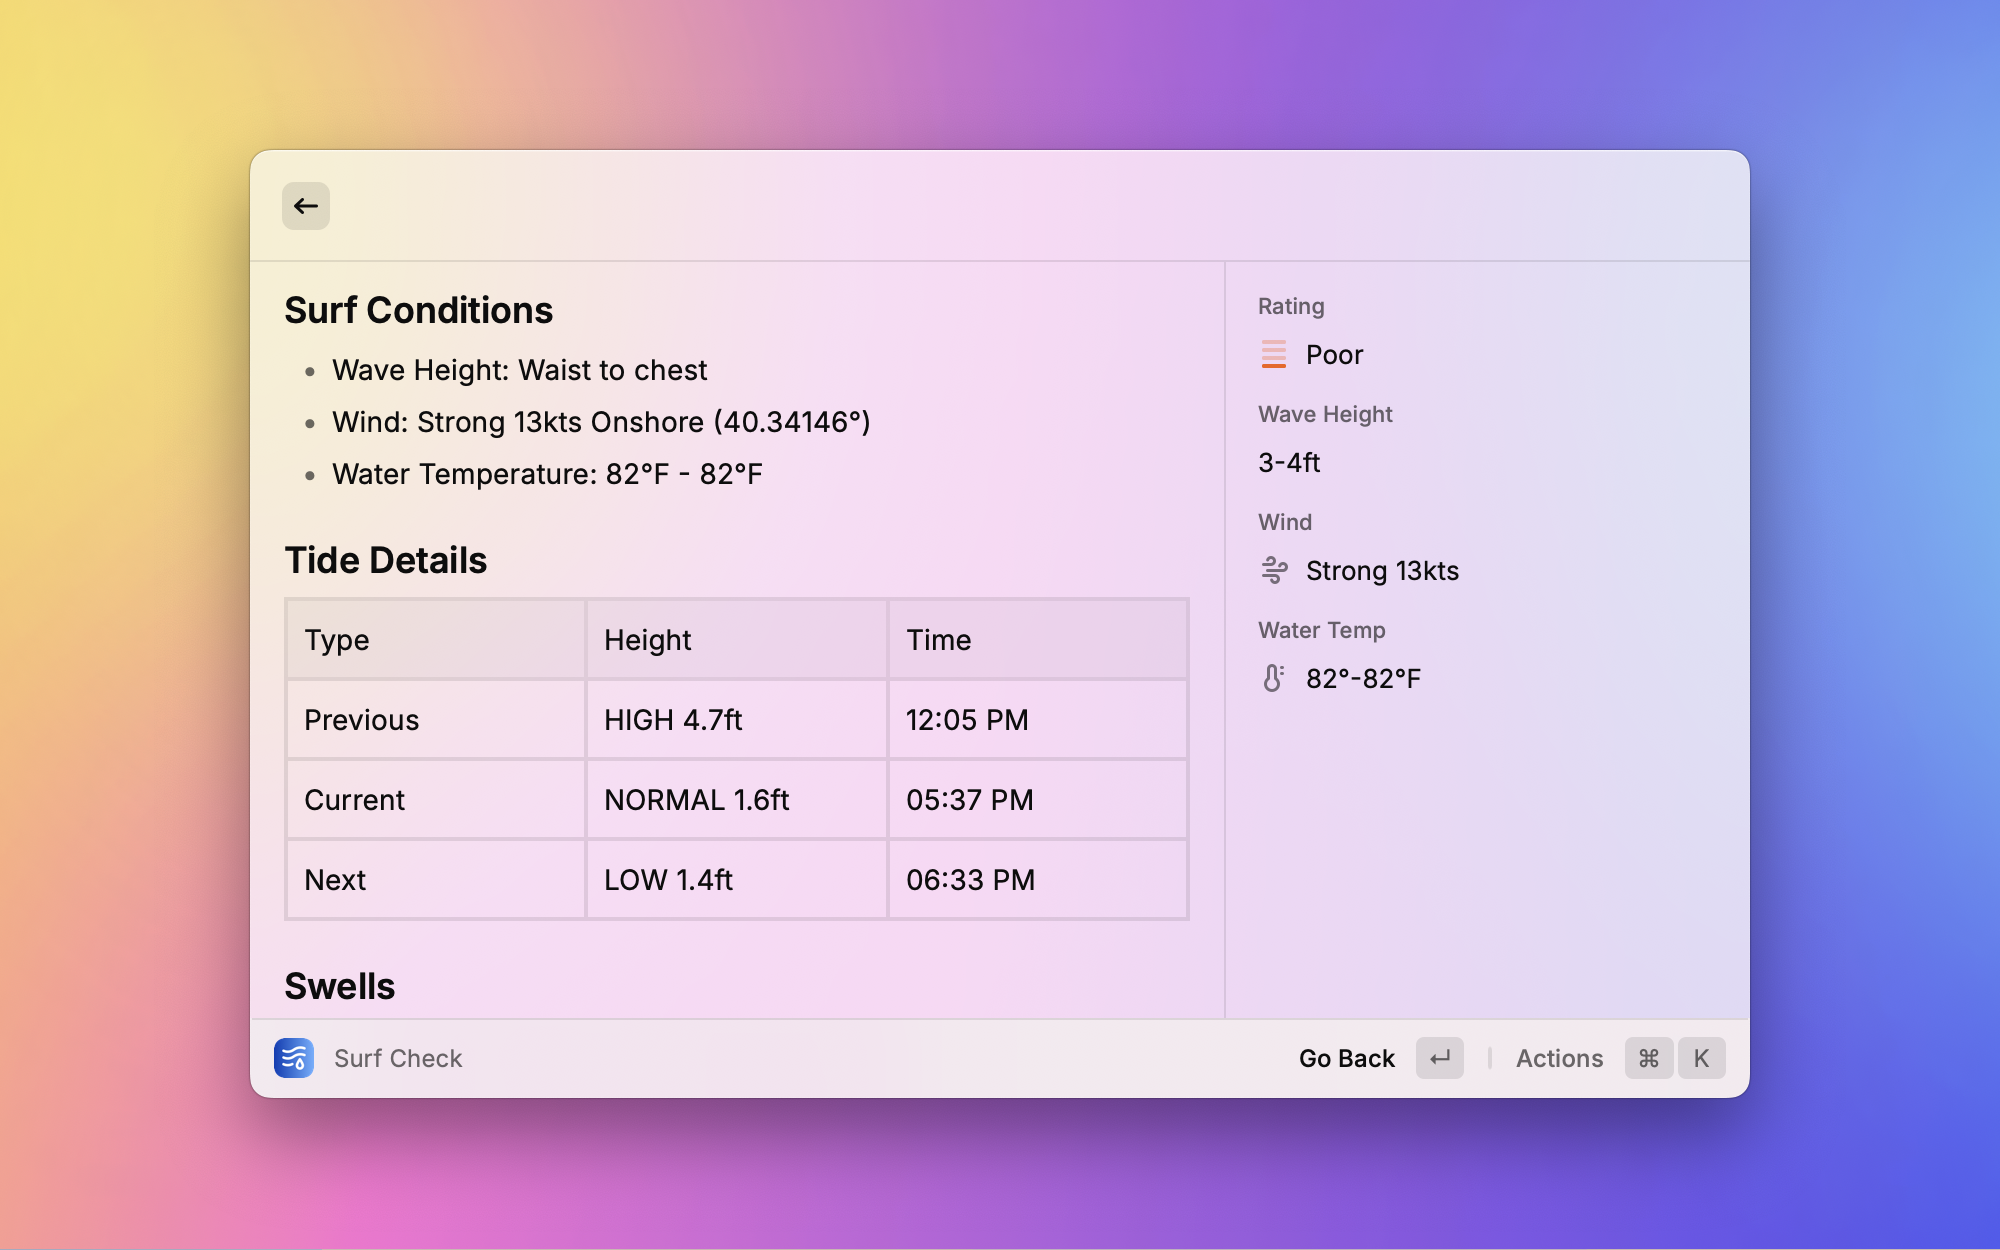 Surf Conditions
Wave Height: Waist to chest
Wind: Strong 13kts Onshore (40.34146°)
Water Temperature: 82°F - 82°F
Tide Details
Type Height Time
Previous HIGH 4.7ft 12:05 PM
Current NORMAL 1.6ft 05:37 PM
Next LOW 1.4ft 06:33 PM
Swells
Rating
Poor
Wave Height
3-4ft
Wind
Strong 13kts
Water Temp
82°-82°F
Surf Check
Go Back ↵ Actions ⌘ K